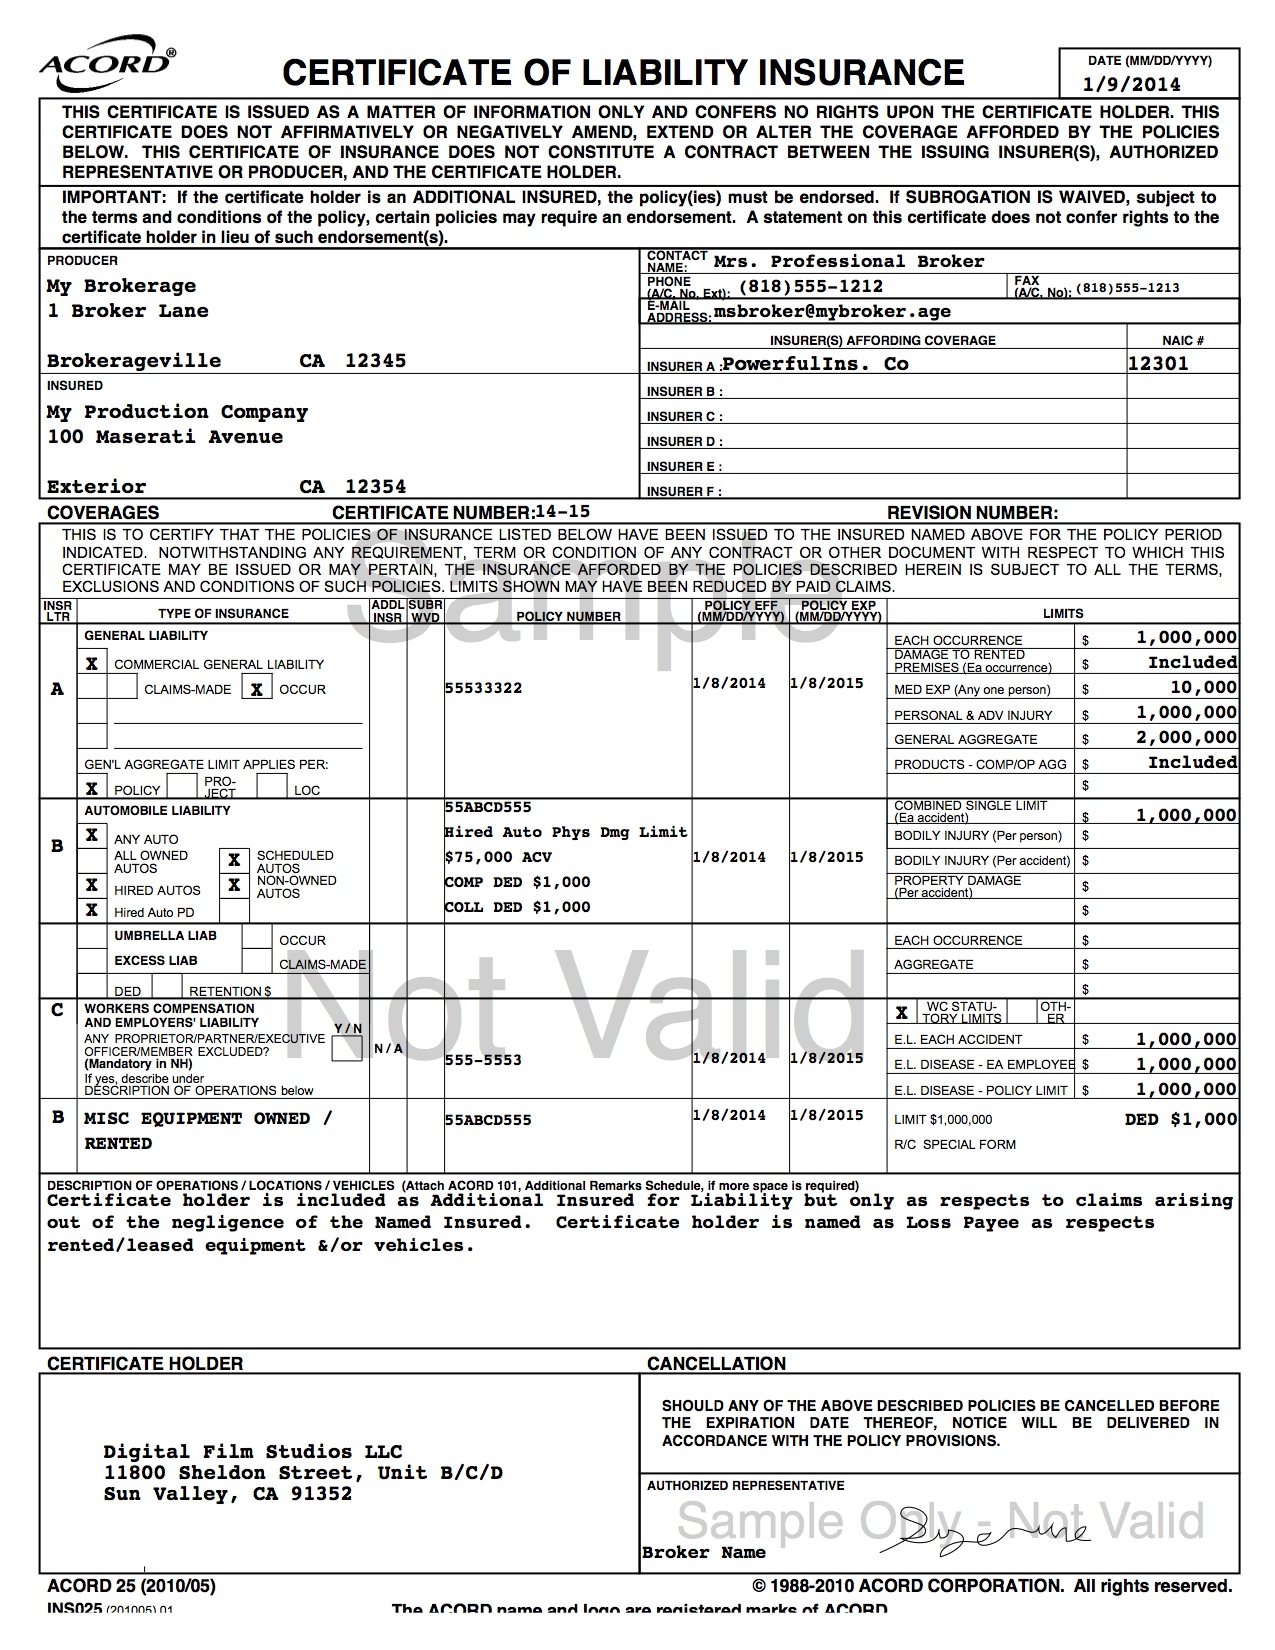 ACORD®
CERTIFICATE OF LIABILITY INSURANCE
DATE (MM/DD/YYYY)
1/9/2014
THIS CERTIFICATE IS ISSUED AS A MATTER OF INFORMATION ONLY AND CONFERS NO RIGHTS UPON THE CERTIFICATE HOLDER. THIS
CERTIFICATE DOES NOT AFFIRMATIVELY OR NEGATIVELY AMEND, EXTEND OR ALTER THE COVERAGE AFFORDED BY THE POLICIES
BELOW. THIS CERTIFICATE OF INSURANCE DOES NOT CONSTITUTE A CONTRACT BETWEEN THE ISSUING INSURER(S), AUTHORIZED
REPRESENTATIVE OR PRODUCER, AND THE CERTIFICATE HOLDER.
IMPORTANT: If the certificate holder is an ADDITIONAL INSURED, the policy(ies) must be endorsed. If SUBROGATION IS WAIVED, subject to
the terms and conditions of the policy, certain policies may require an endorsement. A statement on this certificate does not confer rights to the
certificate holder in lieu of such endorsement(s).
PRODUCER
My Brokerage
1 Broker Lane
Brokerageville CA 12345
CONTACT NAME: Mrs. Professional Broker
PHONE (A/C, No, Ext): (818)555-1212
FAX (A/C, No): (818)555-1213
E-MAIL ADDRESS: msbroker@mybroker.age
INSURER(S) AFFORDING COVERAGE NAIC #
INSURER A : PowerfulIns. Co 12301
INSURER B :
INSURER C :
INSURER D :
INSURER E :
INSURER F :
INSURED
My Production Company
100 Maserati Avenue
Exterior CA 12354
COVERAGES CERTIFICATE NUMBER:14-15 REVISION NUMBER:
THIS IS TO CERTIFY THAT THE POLICIES OF INSURANCE LISTED BELOW HAVE BEEN ISSUED TO THE INSURED NAMED ABOVE FOR THE POLICY PERIOD
INDICATED. NOTWITHSTANDING ANY REQUIREMENT, TERM OR CONDITION OF ANY CONTRACT OR OTHER DOCUMENT WITH RESPECT TO WHICH THIS
CERTIFICATE MAY BE ISSUED OR MAY PERTAIN, THE INSURANCE AFFORDED BY THE POLICIES DESCRIBED HEREIN IS SUBJECT TO ALL THE TERMS,
EXCLUSIONS AND CONDITIONS OF SUCH POLICIES. LIMITS SHOWN MAY HAVE BEEN REDUCED BY PAID CLAIMS.
Sample
INSR LTR TYPE OF INSURANCE ADDL INSR SUBR WVD POLICY NUMBER POLICY EFF (MM/DD/YYYY) POLICY EXP (MM/DD/YYYY) LIMITS
A
GENERAL LIABILITY
X COMMERCIAL GENERAL LIABILITY
CLAIMS-MADE X OCCUR
GEN'L AGGREGATE LIMIT APPLIES PER:
X POLICY PRO-JECT LOC
55533322 1/8/2014 1/8/2015
EACH OCCURRENCE $ 1,000,000
DAMAGE TO RENTED PREMISES (Ea occurrence) $ Included
MED EXP (Any one person) $ 10,000
PERSONAL & ADV INJURY $ 1,000,000
GENERAL AGGREGATE $ 2,000,000
PRODUCTS - COMP/OP AGG $ Included
$
B
AUTOMOBILE LIABILITY
X ANY AUTO
ALL OWNED AUTOS X SCHEDULED AUTOS
X HIRED AUTOS X NON-OWNED AUTOS
X Hired Auto PD
55ABCD555
Hired Auto Phys Dmg Limit
$75,000 ACV 1/8/2014 1/8/2015
COMP DED $1,000
COLL DED $1,000
COMBINED SINGLE LIMIT (Ea accident) $ 1,000,000
BODILY INJURY (Per person) $
BODILY INJURY (Per accident) $
PROPERTY DAMAGE (Per accident) $
$
UMBRELLA LIAB OCCUR
EXCESS LIAB CLAIMS-MADE
DED RETENTION $
EACH OCCURRENCE $
AGGREGATE $
$
Not Valid
C
WORKERS COMPENSATION
AND EMPLOYERS' LIABILITY
Y / N
ANY PROPRIETOR/PARTNER/EXECUTIVE
OFFICER/MEMBER EXCLUDED?
N / A
(Mandatory in NH)
If yes, describe under
DESCRIPTION OF OPERATIONS below
555-5553 1/8/2014 1/8/2015
X WC STATU-TORY LIMITS OTH-ER
E.L. EACH ACCIDENT $ 1,000,000
E.L. DISEASE - EA EMPLOYEE $ 1,000,000
E.L. DISEASE - POLICY LIMIT $ 1,000,000
B MISC EQUIPMENT OWNED /
RENTED
55ABCD555 1/8/2014 1/8/2015
LIMIT $1,000,000 DED $1,000
R/C SPECIAL FORM
DESCRIPTION OF OPERATIONS / LOCATIONS / VEHICLES (Attach ACORD 101, Additional Remarks Schedule, if more space is required)
Certificate holder is included as Additional Insured for Liability but only as respects to claims arising
out of the negligence of the Named Insured. Certificate holder is named as Loss Payee as respects
rented/leased equipment &/or vehicles.
CERTIFICATE HOLDER
Digital Film Studios LLC
11800 Sheldon Street, Unit B/C/D
Sun Valley, CA 91352
CANCELLATION
SHOULD ANY OF THE ABOVE DESCRIBED POLICIES BE CANCELLED BEFORE
THE EXPIRATION DATE THEREOF, NOTICE WILL BE DELIVERED IN
ACCORDANCE WITH THE POLICY PROVISIONS.
AUTHORIZED REPRESENTATIVE
Sample Only - Not Valid
Broker Name
ACORD 25 (2010/05)
© 1988-2010 ACORD CORPORATION. All rights reserved.
INS025 (201005).01
The ACORD name and logo are registered marks of ACORD